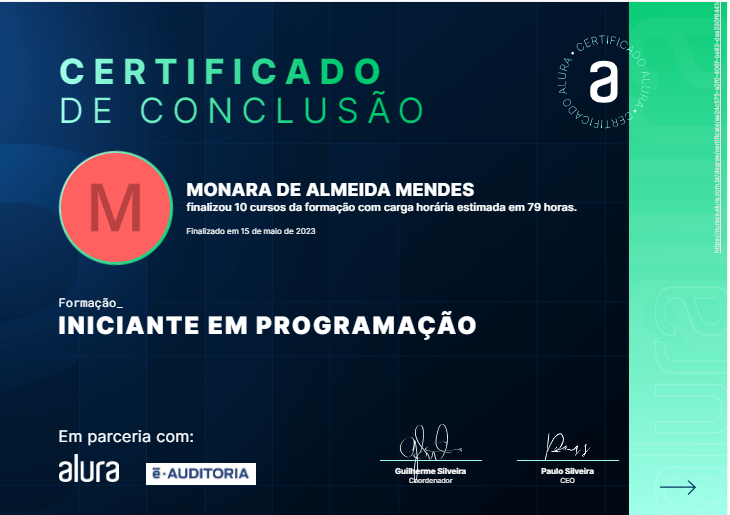 CERTIFICADO
DE CONCLUSÃO
CERTIFICADO ALURA • CERTIFICADO ALURA •
a
M
MONARA DE ALMEIDA MENDES
finalizou 10 cursos da formação com carga horária estimada em 79 horas.
Finalizado em 15 de maio de 2023
Formação_
INICIANTE EM PROGRAMAÇÃO
Em parceria com:
alura
e-AUDITORIA
Guilherme Silveira
Coordenador
Paulo Silveira
CEO
alura